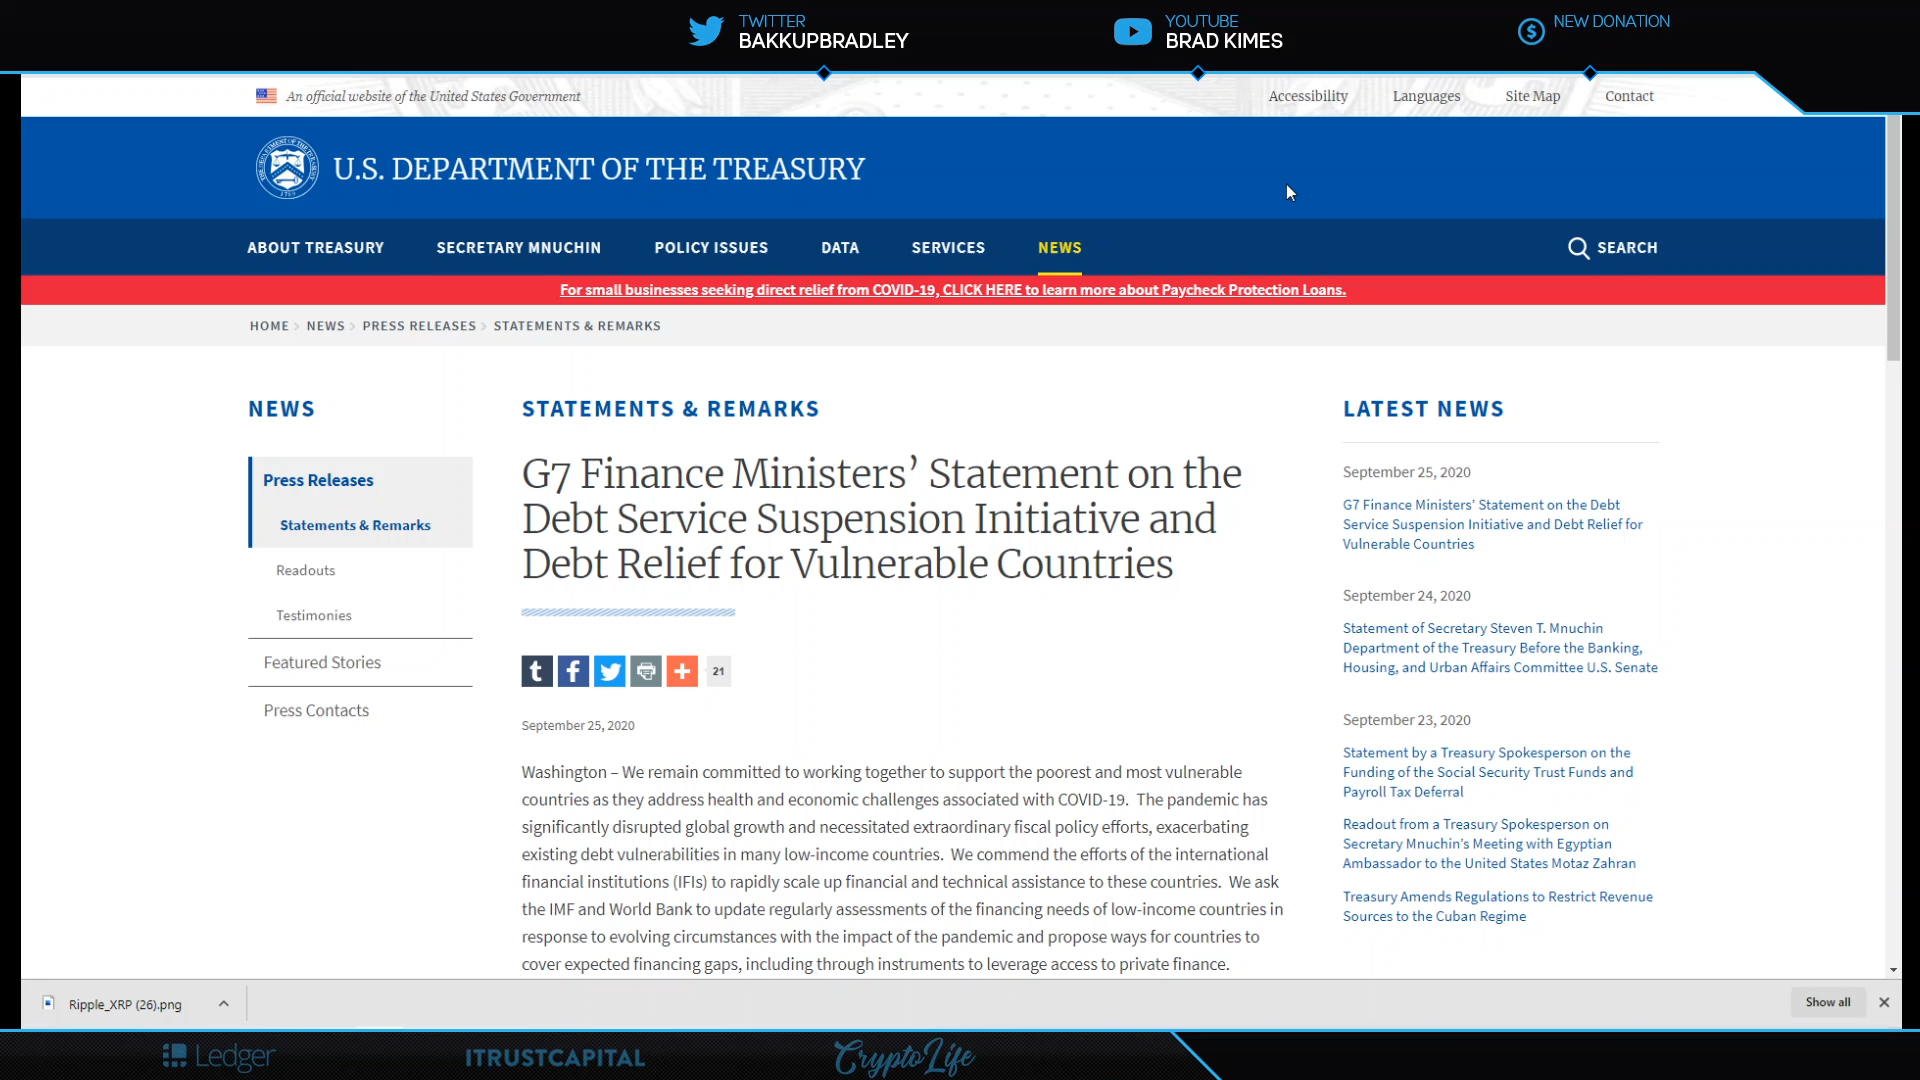 TWITTER
BAKKUPBRADLEY
YOUTUBE
BRAD KIMES
NEW DONATION
An official website of the United States Government
Accessibility
Languages
Site Map
Contact
U.S. DEPARTMENT OF THE TREASURY
ABOUT TREASURY
SECRETARY MNUCHIN
POLICY ISSUES
DATA
SERVICES
NEWS
SEARCH
For small businesses seeking direct relief from COVID-19, CLICK HERE to learn more about Paycheck Protection Loans.
HOME > NEWS > PRESS RELEASES > STATEMENTS & REMARKS
NEWS
Press Releases
Statements & Remarks
Readouts
Testimonies
Featured Stories
Press Contacts
STATEMENTS & REMARKS
G7 Finance Ministers’ Statement on the
Debt Service Suspension Initiative and
Debt Relief for Vulnerable Countries
21
September 25, 2020
Washington – We remain committed to working together to support the poorest and most vulnerable
countries as they address health and economic challenges associated with COVID-19.  The pandemic has
significantly disrupted global growth and necessitated extraordinary fiscal policy efforts, exacerbating
existing debt vulnerabilities in many low-income countries.  We commend the efforts of the international
financial institutions (IFIs) to rapidly scale up financial and technical assistance to these countries.  We ask
the IMF and World Bank to update regularly assessments of the financing needs of low-income countries in
response to evolving circumstances with the impact of the pandemic and propose ways for countries to
cover expected financing gaps, including through instruments to leverage access to private finance.
LATEST NEWS
September 25, 2020
G7 Finance Ministers’ Statement on the Debt
Service Suspension Initiative and Debt Relief for
Vulnerable Countries
September 24, 2020
Statement of Secretary Steven T. Mnuchin
Department of the Treasury Before the Banking,
Housing, and Urban Affairs Committee U.S. Senate
September 23, 2020
Statement by a Treasury Spokesperson on the
Funding of the Social Security Trust Funds and
Payroll Tax Deferral
Readout from a Treasury Spokesperson on
Secretary Mnuchin’s Meeting with Egyptian
Ambassador to the United States Motaz Zahran
Treasury Amends Regulations to Restrict Revenue
Sources to the Cuban Regime
Ripple_XRP (26).png
Show all
Ledger
ITRUSTCAPITAL
CryptoLife